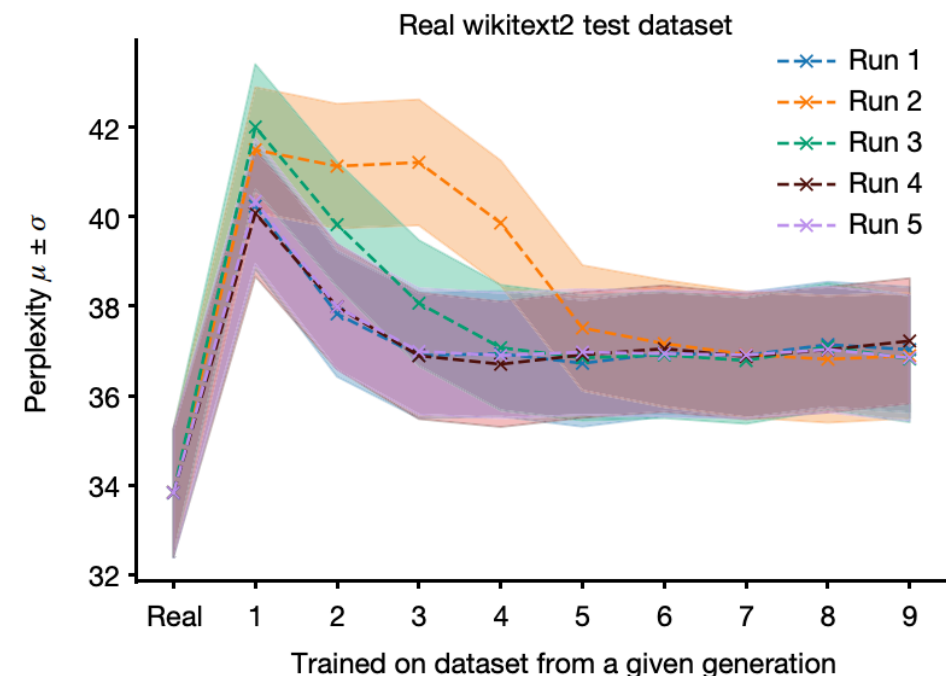 Real wikitext2 test dataset
Run 1
Run 2
Run 3
Run 4
Run 5
Perplexity μ ± σ
42
40
38
36
34
32
Real 1 2 3 4 5 6 7 8 9
Trained on dataset from a given generation